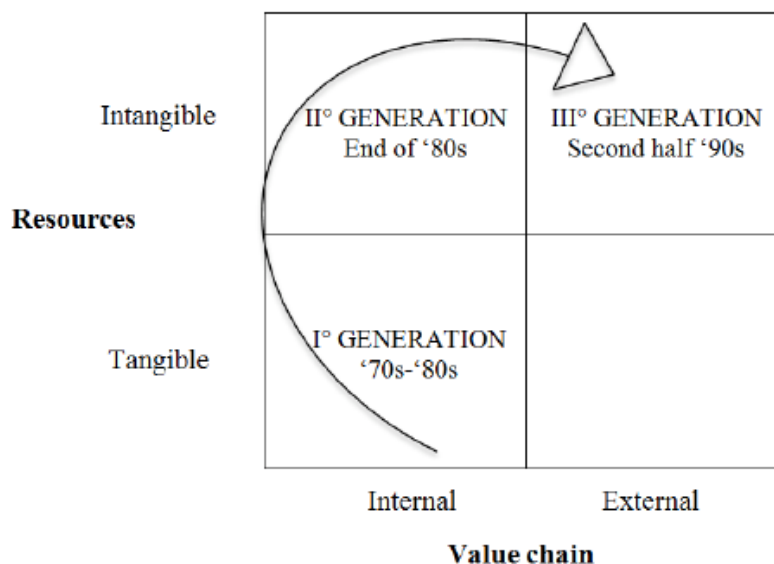 Intangible
II° GENERATION
End of ‘80s
III° GENERATION
Second half ‘90s
Resources
Tangible
I° GENERATION
‘70s-‘80s
Internal
External
Value chain